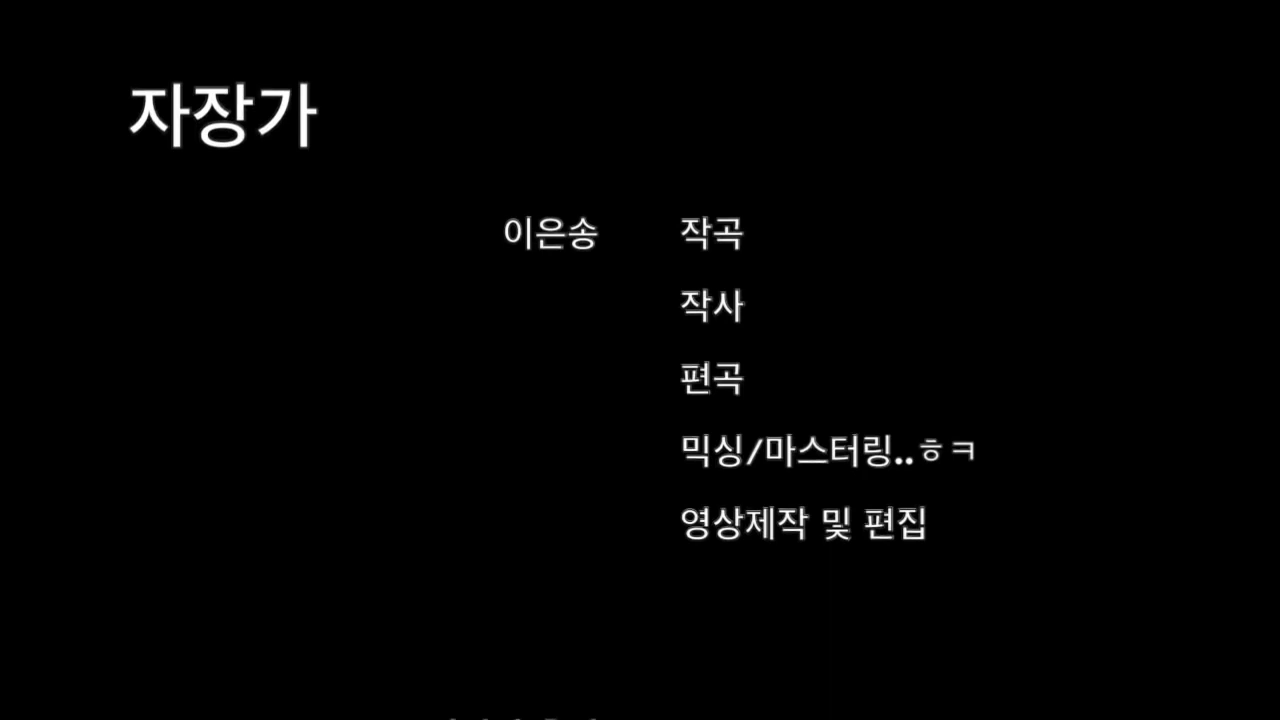 자장가
이은송 작곡
작사
편곡
믹싱/마스터링..ㅎㅋ
영상제작 및 편집